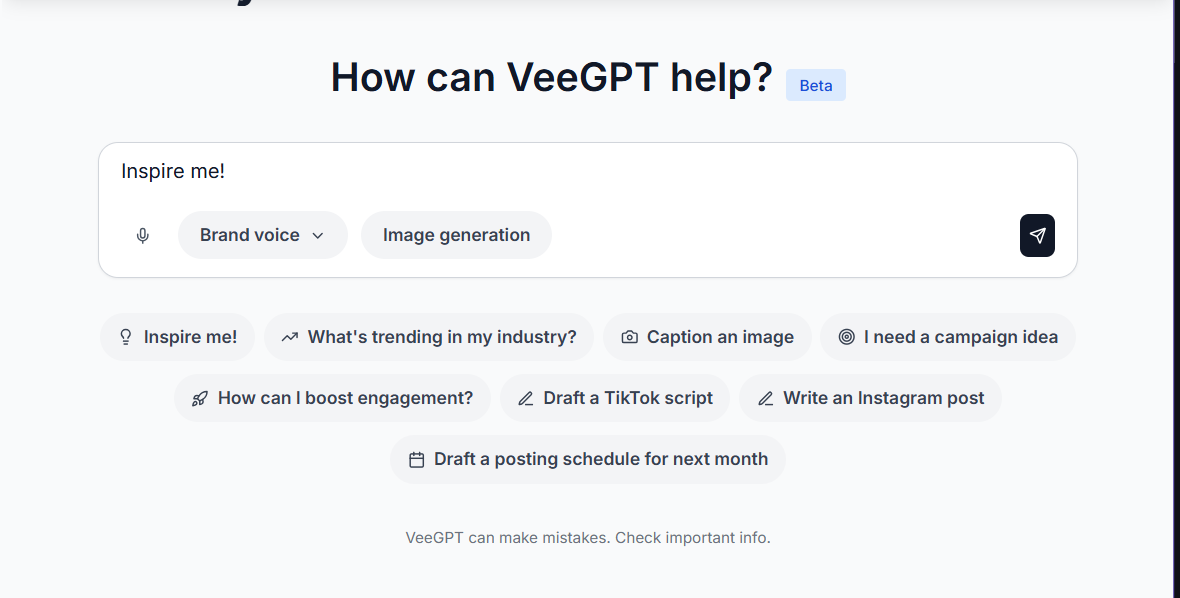 How can VeeGPT help? Beta
Inspire me!
Brand voice Image generation
Inspire me! What's trending in my industry? Caption an image I need a campaign idea
How can I boost engagement? Draft a TikTok script Write an Instagram post
Draft a posting schedule for next month
VeeGPT can make mistakes. Check important info.